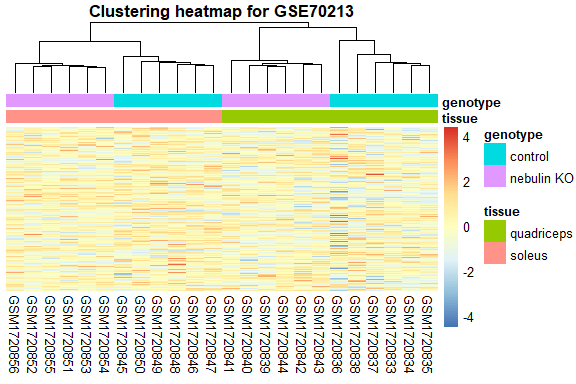 Clustering heatmap for GSE70213
genotype
tissue
4
2
0
-2
-4
genotype
control
nebulin KO
tissue
quadriceps
soleus
GSM1720856
GSM1720852
GSM1720855
GSM1720851
GSM1720853
GSM1720854
GSM1720845
GSM1720850
GSM1720849
GSM1720848
GSM1720846
GSM1720847
GSM1720841
GSM1720840
GSM1720839
GSM1720844
GSM1720842
GSM1720843
GSM1720836
GSM1720838
GSM1720837
GSM1720833
GSM1720834
GSM1720835